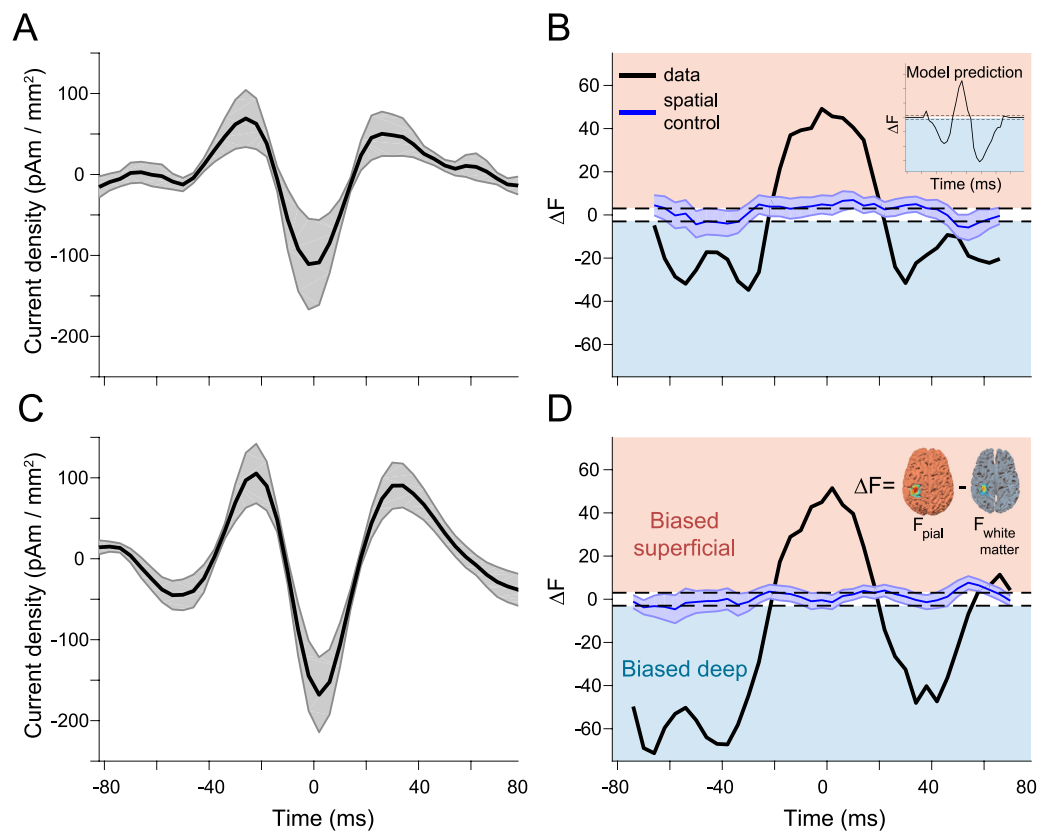 A
Current density (pAm / mm²)
100
0
-100
-200
B
ΔF
60
40
20
0
-20
-40
-60
data
spatial
control
Model prediction
ΔF
Time (ms)
C
Current density (pAm / mm²)
100
0
-100
-200
-80
-40
0
40
80
Time (ms)
D
ΔF
60
40
20
0
-20
-40
-60
Biased
superficial
Biased deep
ΔF= -
F pial
F white
matter
-80
-40
0
40
80
Time (ms)